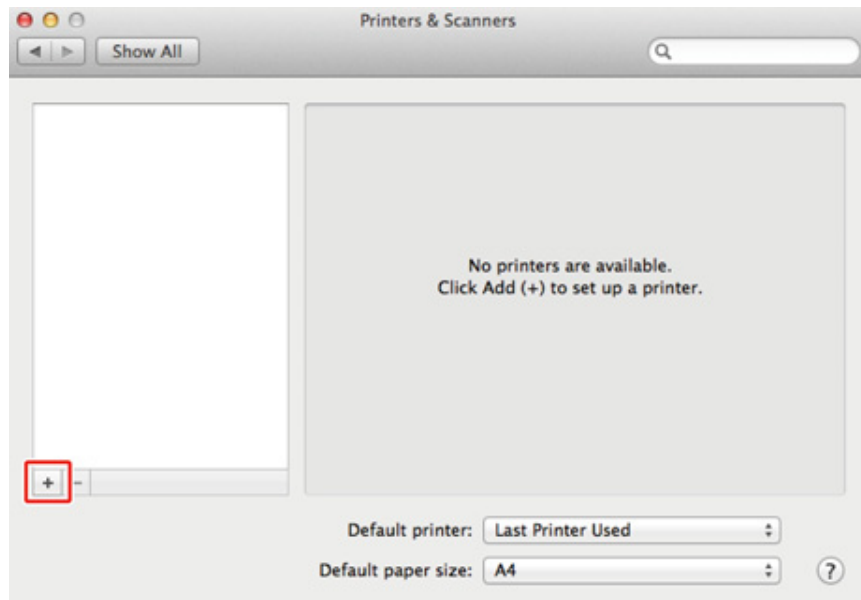 Printers & Scanners
Show All
No printers are available.
Click Add (+) to set up a printer.
+ -
Default printer: Last Printer Used
Default paper size: A4 ?